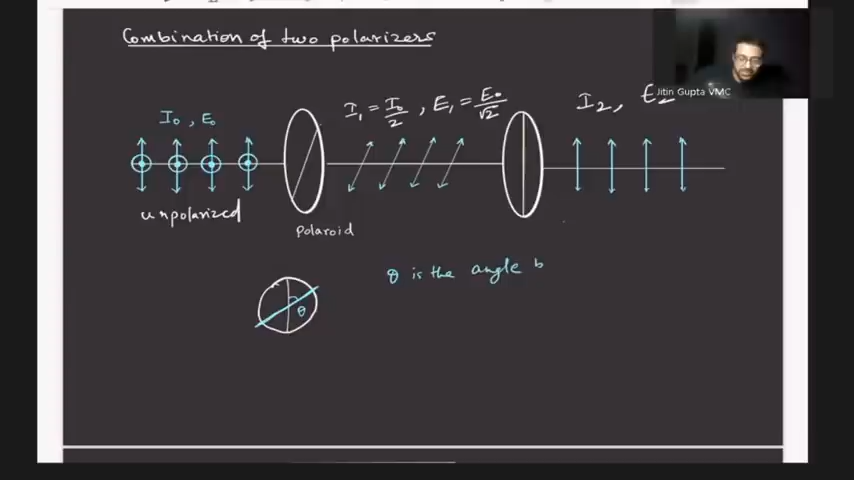 Combination of two polarizers
Jitin Gupta VMC
I₀, E₀
I₁ = I₀/2, E₁ = E₀/√2
I₂, E₂
unpolarized
polaroid
θ is the angle b
θ